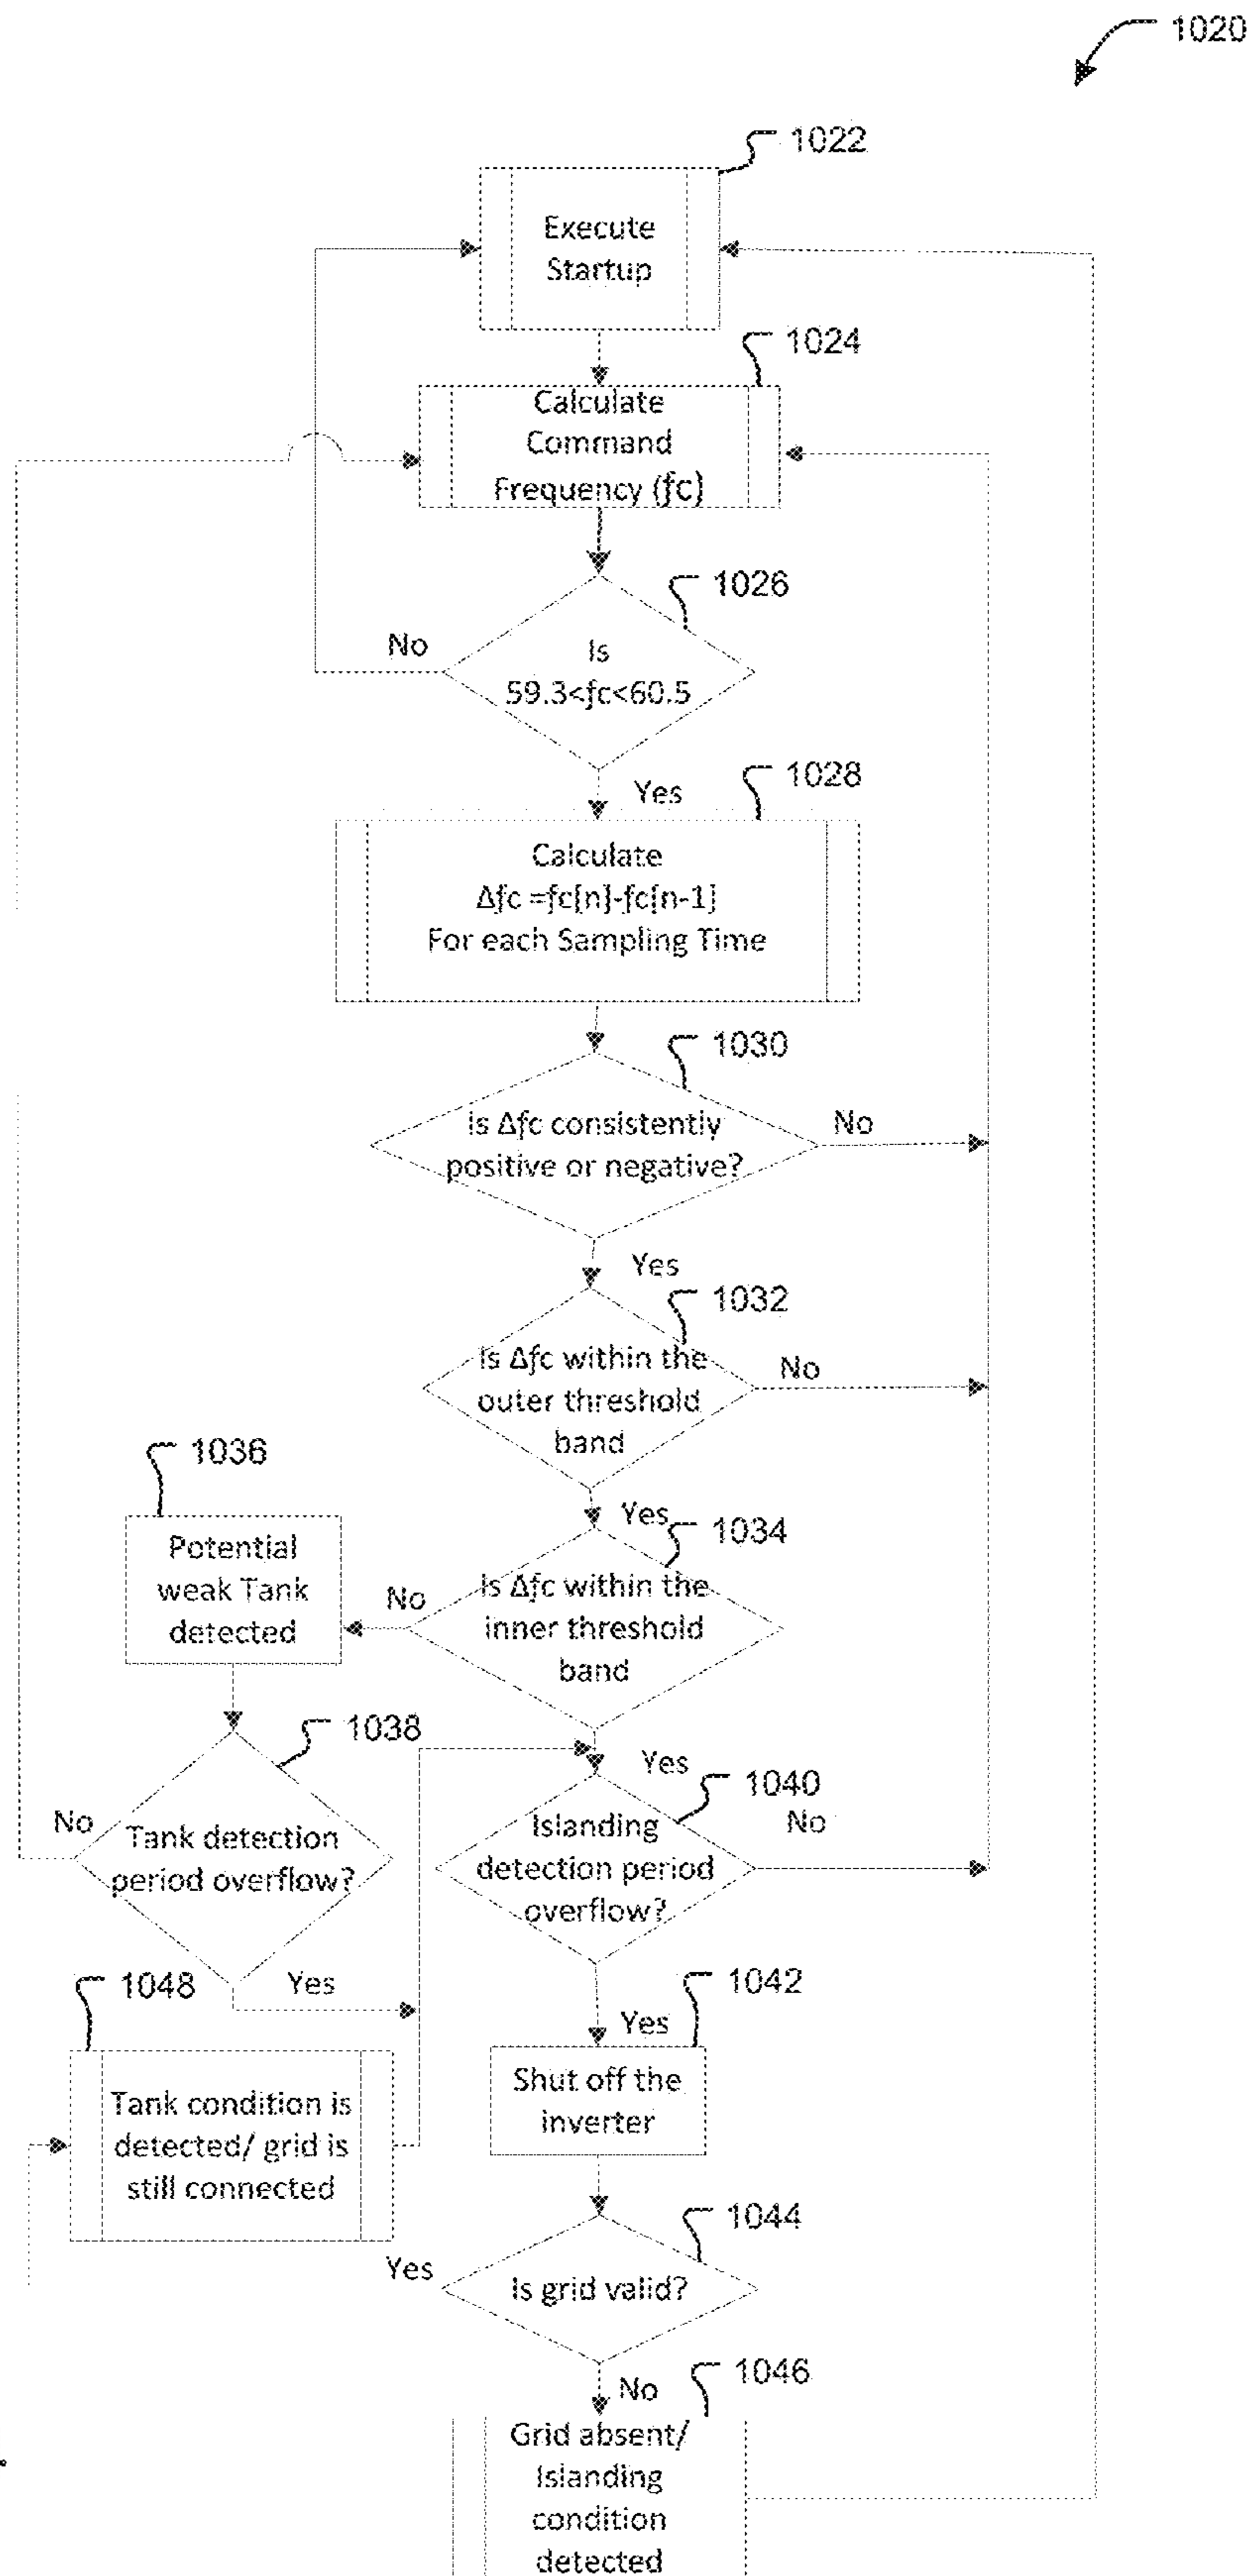 1020
1022
Execute
Startup
1024
Calculate
Command
Frequency (fc)
1026
No
Is
59.3<fc<60.5
Yes
1028
Calculate
Δfc =fc[n]-fc[n-1]
For each Sampling Time
1030
Is Δfc consistently
positive or negative?
No
Yes
1032
Is Δfc within the
outer threshold
band
No
1036
Yes
1034
Potential
weak Tank
detected
No
Is Δfc within the
inner threshold
band
1038
Yes
1040
No
Tank detection
period overflow?
Islanding
detection period
overflow?
No
1048
Yes
1042
Yes
Tank condition is
detected/ grid is
still connected
Shut off the
inverter
1044
Yes
Is grid valid?
1046
No
Grid absent/
Islanding
condition
detected